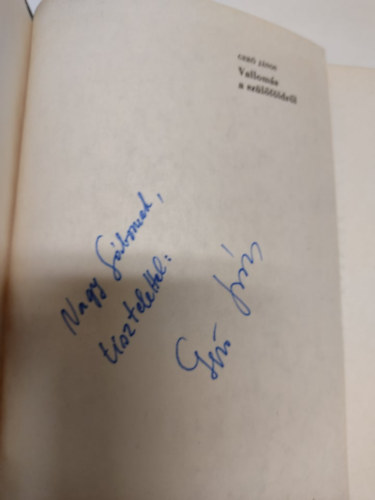 GERŐ JÁNOS
Vallomás
a szülőföldről
Nagy Gábornak,
tisztelettel:
Gerő János